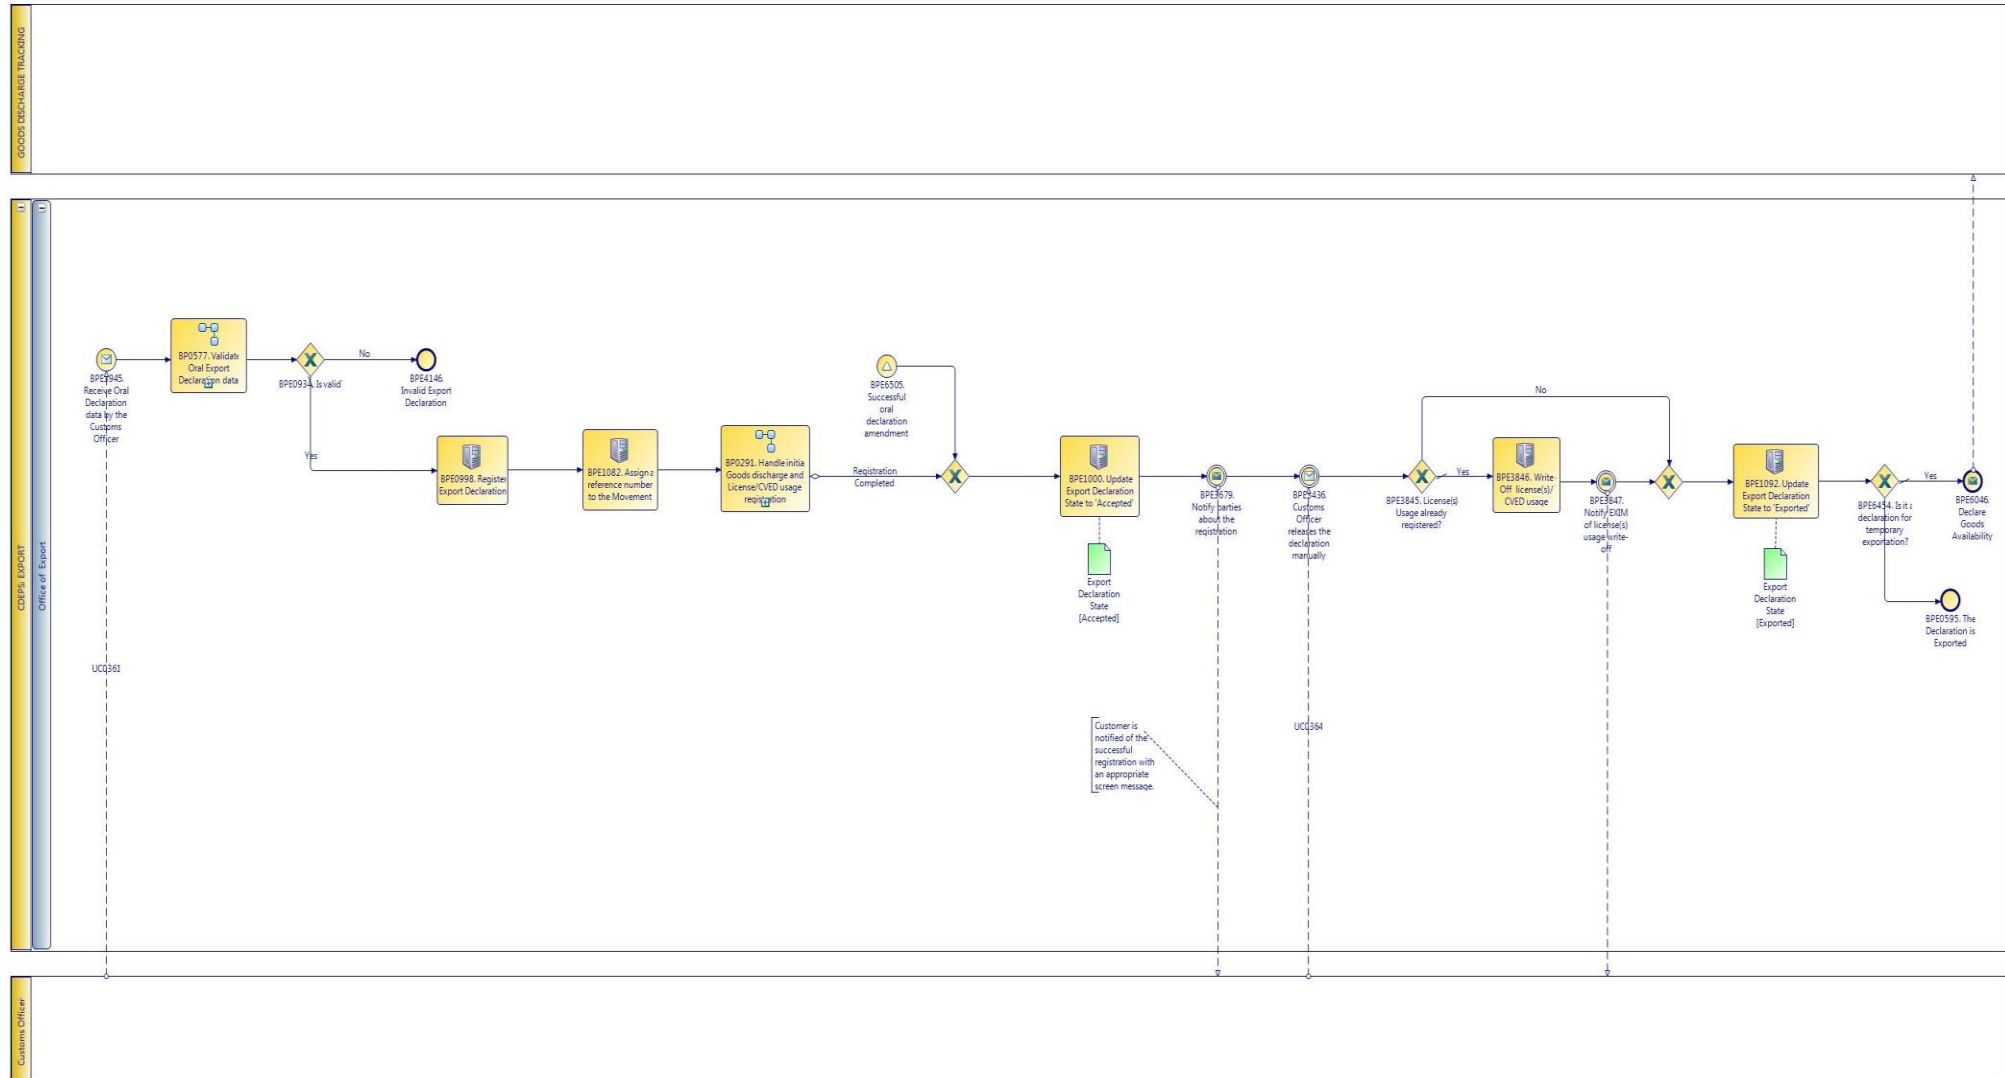 GOODS DISCHARGE TRACKING
CDEPS: EXPORT
Office of Export
BPE5945.
Receive Oral
Declaration
data by the
Customs
Officer
UC0361
BP0577. Validate
Oral Export
Declaration data
BPE0934. Is valid
No
Yes
BPE4146.
Invalid Export
Declaration
BPE0998. Register
Export Declaration
BPE1082. Assign a
reference number
to the Movement
BP0291. Handle initia
Goods discharge and
License/CVED usage
registration
Registration
Completed
BPE6505.
Successful
oral
declaration
amendment
BPE1000. Update
Export Declaration
State to 'Accepted'
Export
Declaration
State
[Accepted]
BPE3679.
Notify parties
about the
registration
Customer is
notified of the
successful
registration with
an appropriate
screen message.
Customs
Officer
releases the
declaration
manually
UC0364
BPE3845. License(s)
Usage already
registered?
No
Yes
BPE3846. Write
Off license(s)/
CVED usage
BPE3847.
Notify EXIM
of license(s)
usage write-
off
BPE1092. Update
Export Declaration
State to 'Exported'
Export
Declaration
State
[Exported]
BPE6454. Is it a
declaration for
temporary
exportation?
Yes
BPE6046.
Declare
Goods
Availability
BPE0595. The
Declaration is
Exported
Customs Officer